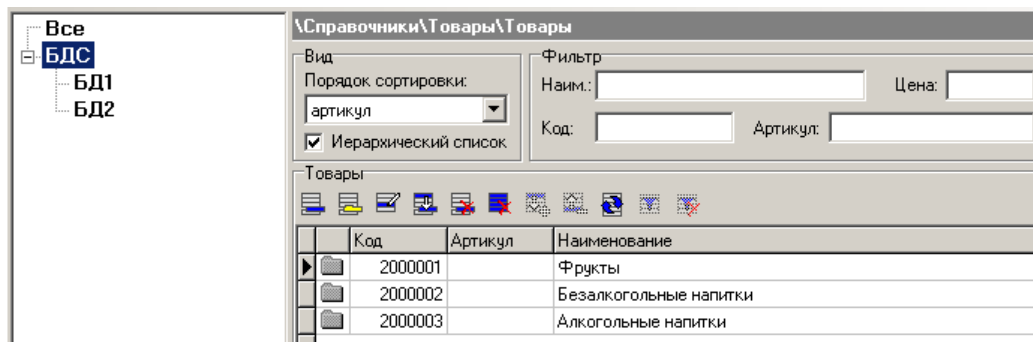 Все
БДС
БД1
БД2
\Справочники\Товары\Товары
Вид
Порядок сортировки:
артикул
Иерархический список
Фильтр
Наим.: Цена:
Код: Артикул:
Товары
Код Артикул Наименование
2000001 Фрукты
2000002 Безалкогольные напитки
2000003 Алкогольные напитки